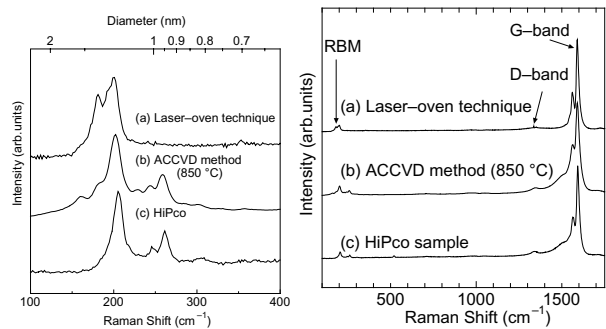 Diameter (nm)
2 1 0.9 0.8 0.7
Intensity (arb.units)
(a) Laser–oven technique
(b) ACCVD method
(850 °C)
(c) HiPco
100 200 300 400
Raman Shift (cm⁻¹)
Intensity (arb.units)
RBM
G–band
D–band
(a) Laser–oven technique
(b) ACCVD method (850 °C)
(c) HiPco sample
500 1000 1500
Raman Shift (cm⁻¹)